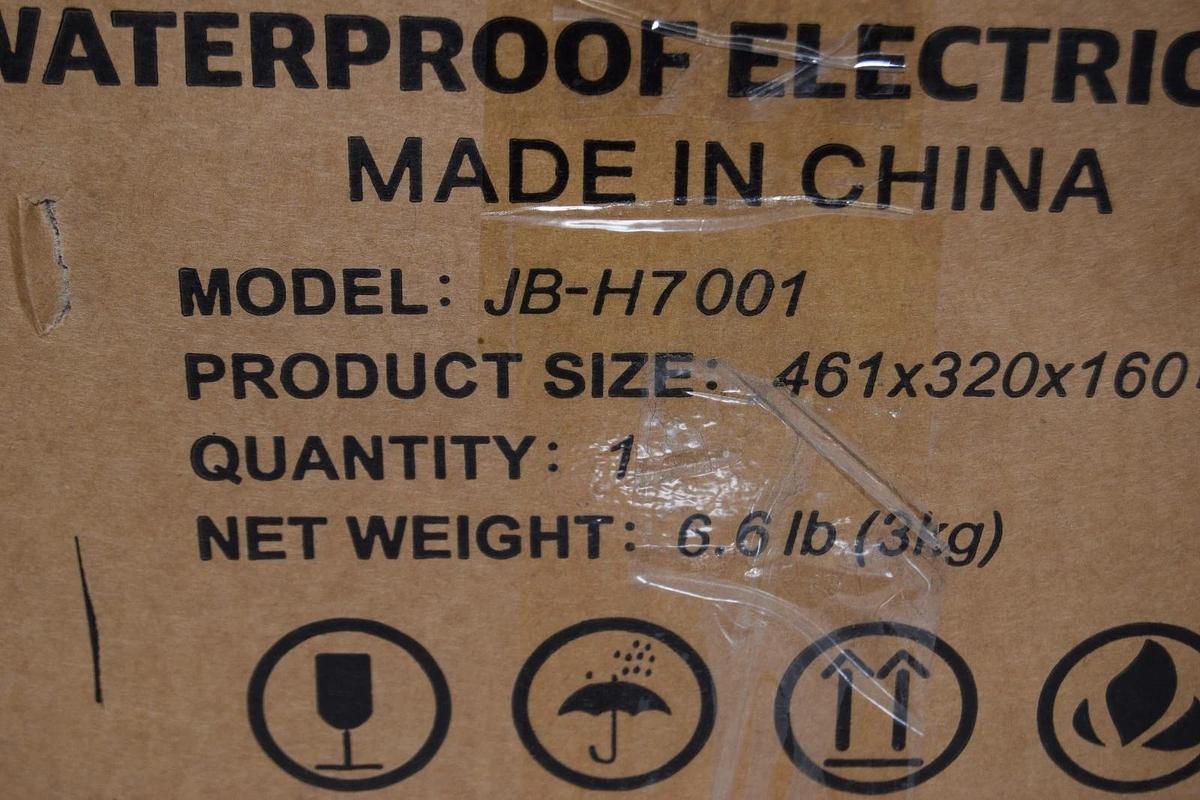 WATERPROOF ELECTRIC
MADE IN CHINA
MODEL: JB-H7001
PRODUCT SIZE: 461x320x160
QUANTITY: 1
NET WEIGHT: 6.6 lb (3kg)